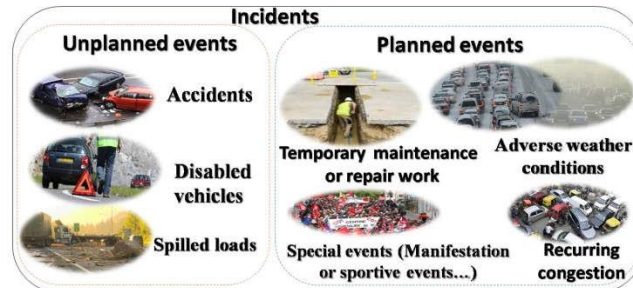 Incidents
Unplanned events
Accidents
Disabled
vehicles
Spilled loads
Planned events
Temporary maintenance
or repair work
Adverse weather
conditions
Special events (Manifestation
or sportive events...)
Recurring
congestion